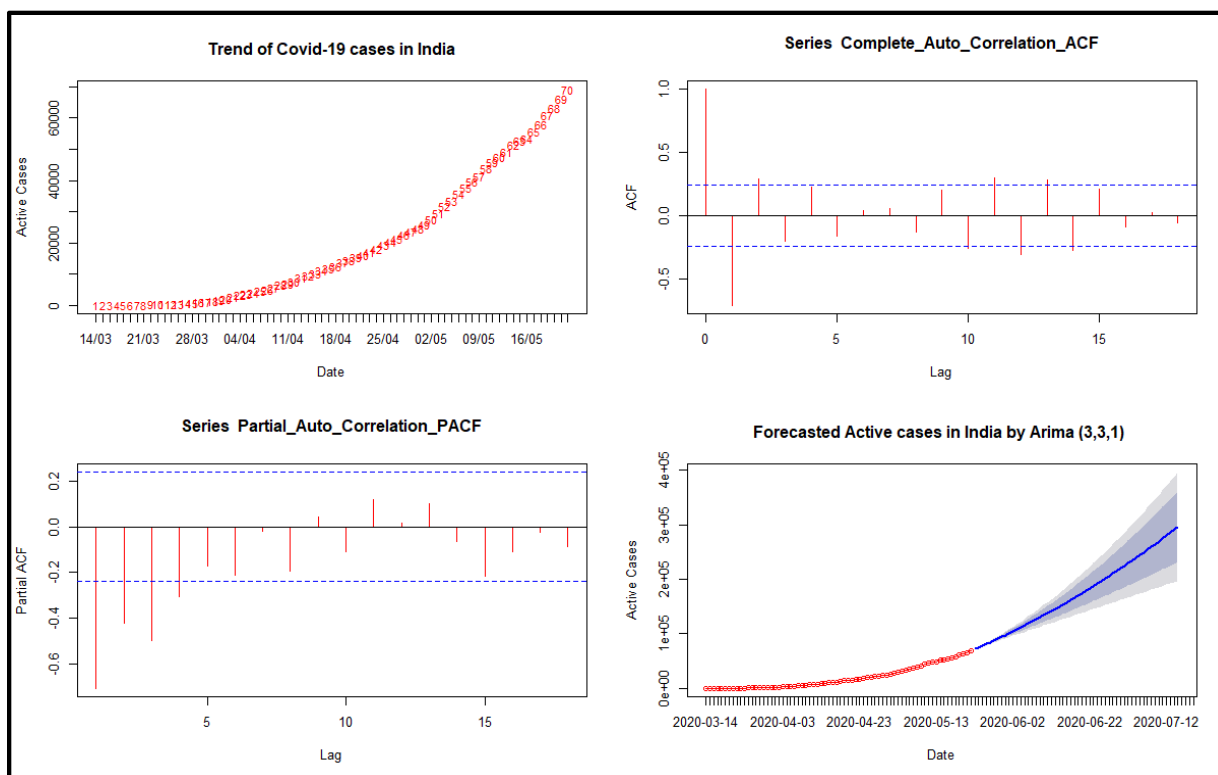 Trend of Covid-19 cases in India
Active Cases
60000
40000
20000
0
14/03 21/03 28/03 04/04 11/04 18/04 25/04 02/05 09/05 16/05
Date
Series Complete_Auto_Correlation_ACF
ACF
1.0
0.5
0.0
-0.5
0 5 10 15
Lag
Series Partial_Auto_Correlation_PACF
Partial ACF
0.2
0.0
-0.2
-0.4
-0.6
5 10 15
Lag
Forecasted Active cases in India by Arima (3,3,1)
Active Cases
4e+05
3e+05
2e+05
1e+05
0e+00
2020-03-14 2020-04-03 2020-04-23 2020-05-13 2020-06-02 2020-06-22 2020-07-12
Date